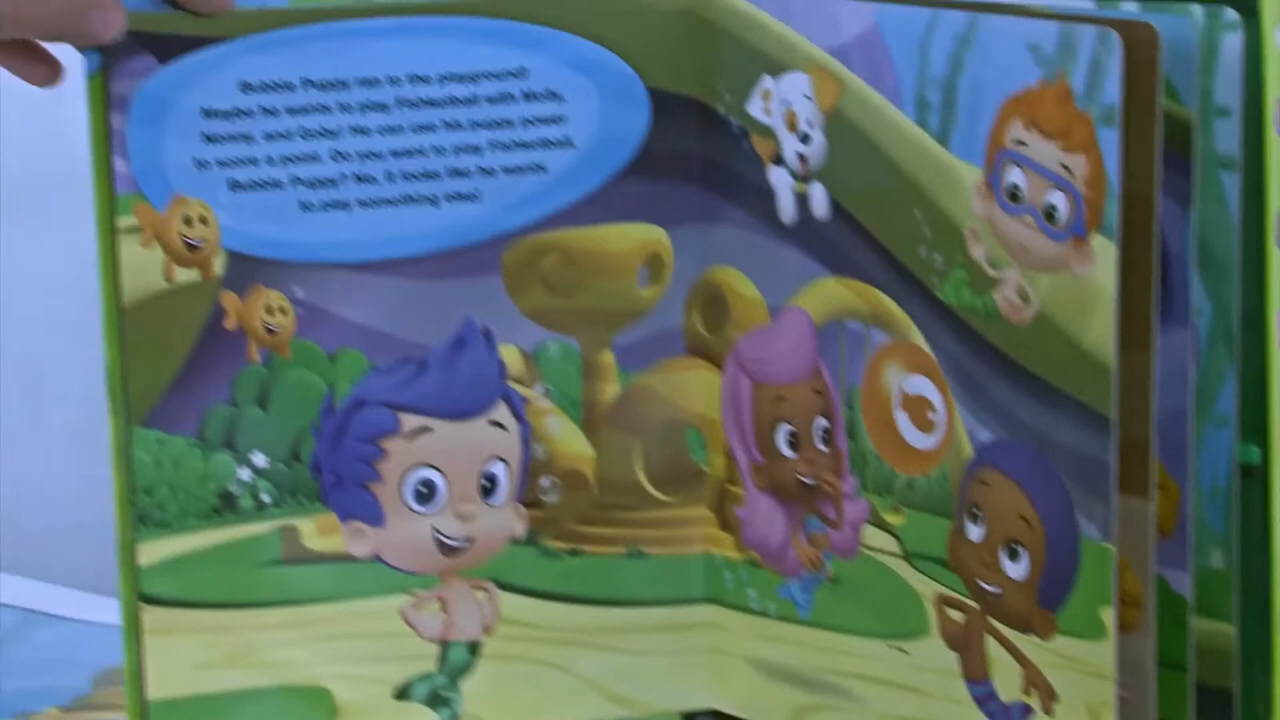 Bubble Puppy ran to the playground!
Maybe he wants to play Fishketball with Molly,
Nonny, and Goby! He can use his puppy power
to score a point. Do you want to play Fishketball,
Bubble Puppy? No, it looks like he wants
to play something else!